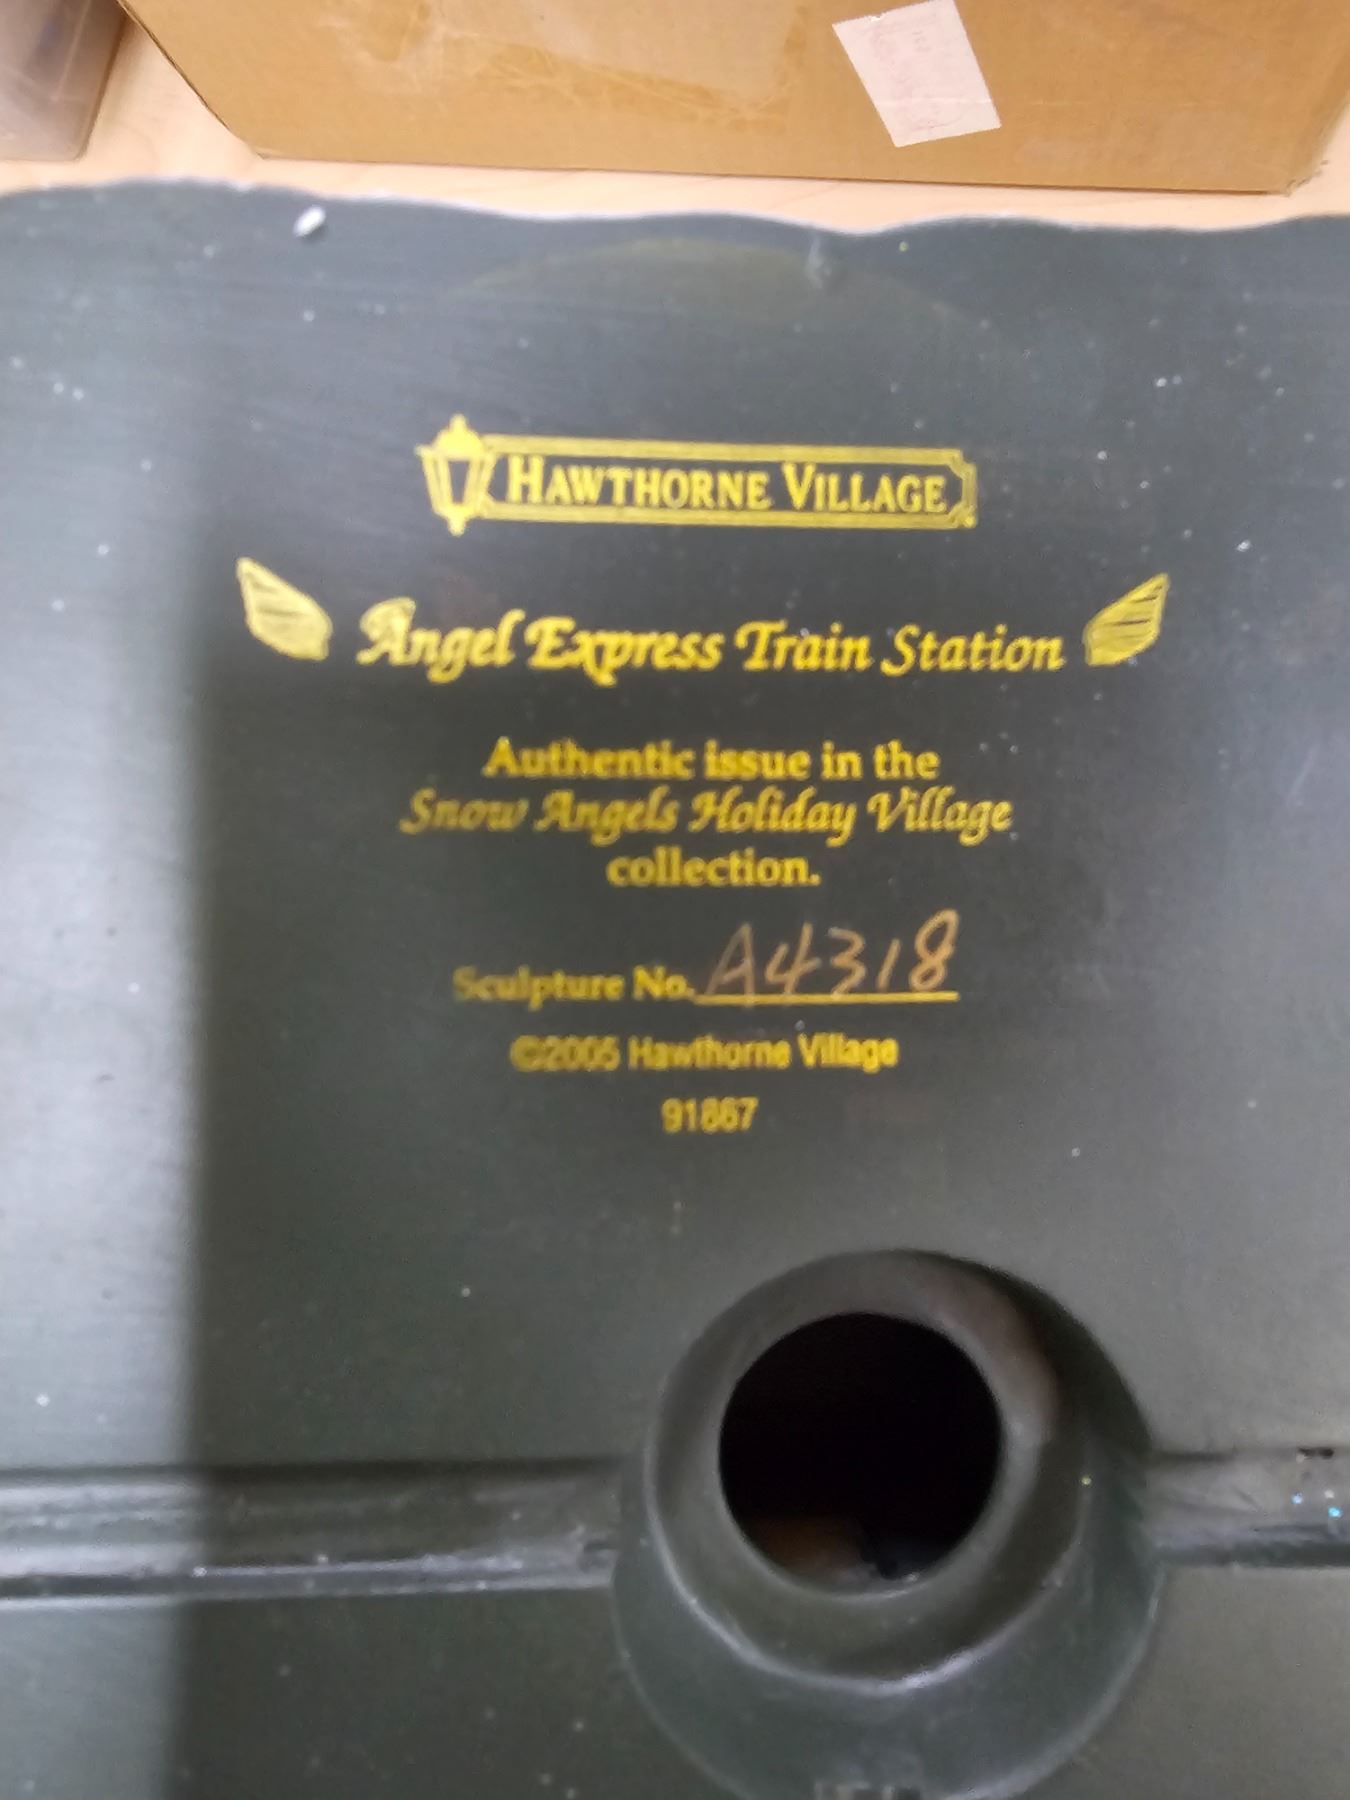 HAWTHORNE VILLAGE
Angel Express Train Station
Authentic issue in the
Snow Angels Holiday Village
collection.
Sculpture No. A4318
©2005 Hawthorne Village
91867